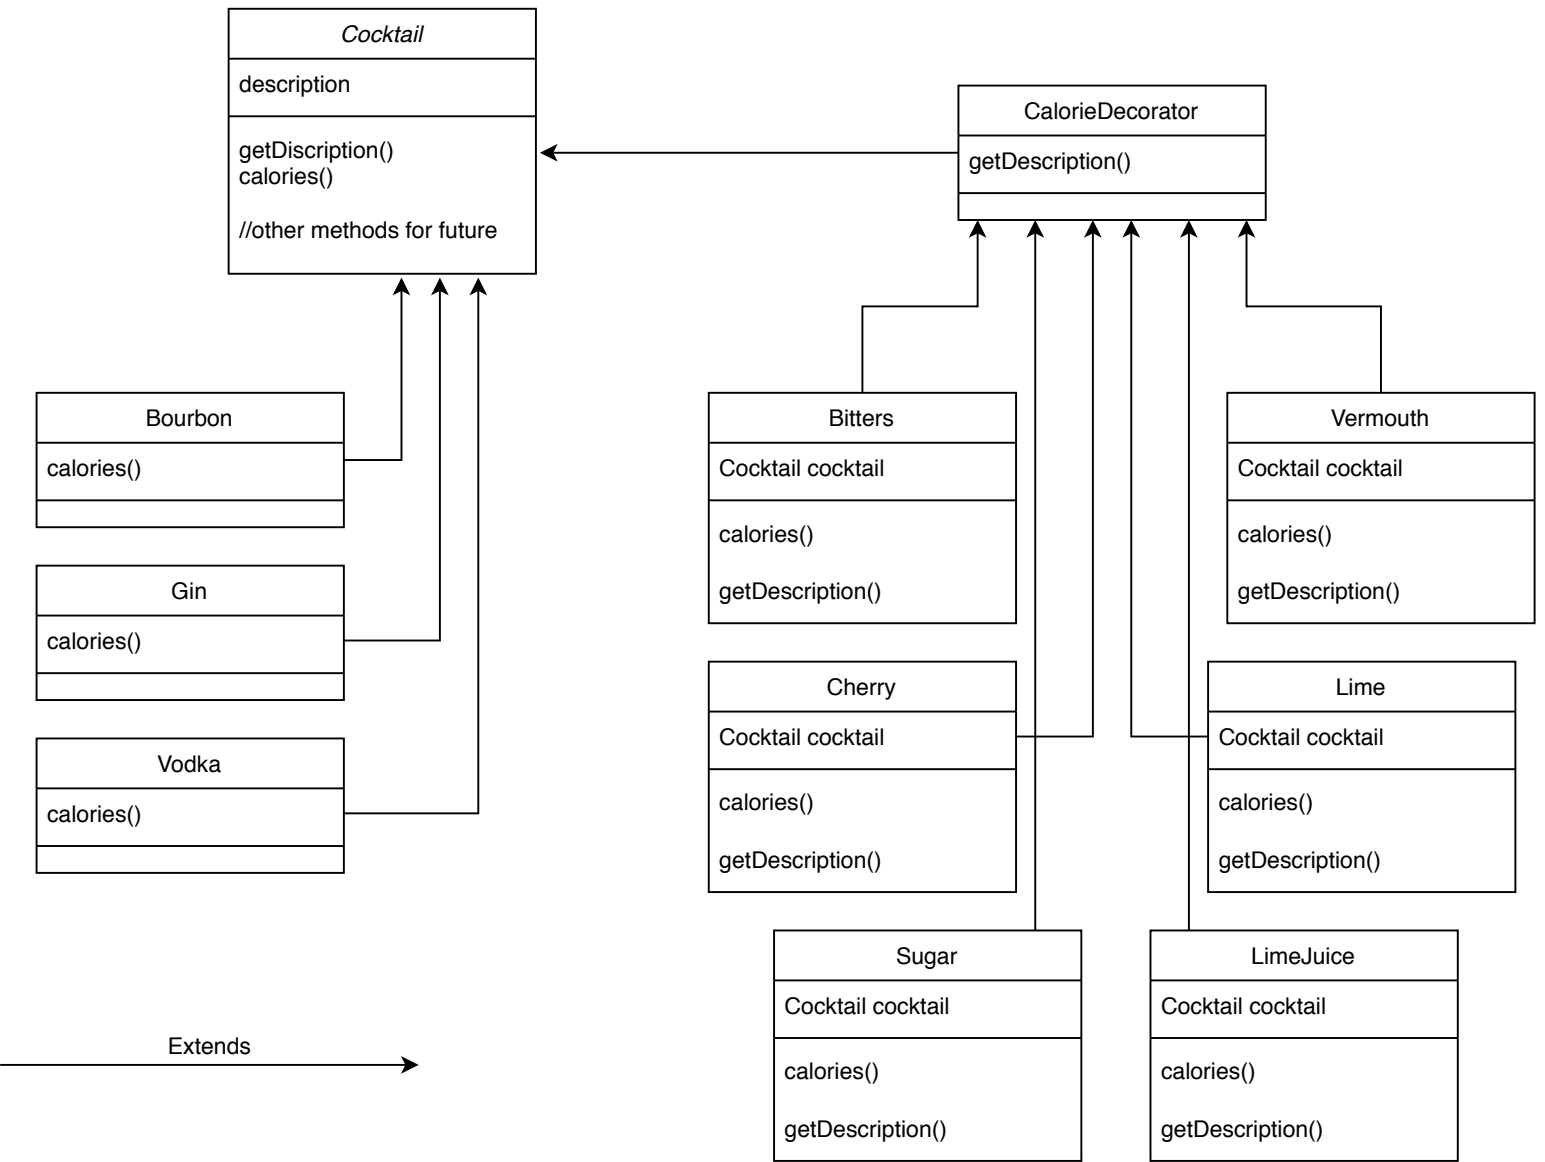 Cocktail
description
getDiscription()
calories()
//other methods for future
CalorieDecorator
getDescription()
Bourbon
calories()
Gin
calories()
Vodka
calories()
Bitters
Cocktail cocktail
calories()
getDescription()
Vermouth
Cocktail cocktail
calories()
getDescription()
Cherry
Cocktail cocktail
calories()
getDescription()
Lime
Cocktail cocktail
calories()
getDescription()
Sugar
Cocktail cocktail
calories()
getDescription()
LimeJuice
Cocktail cocktail
calories()
getDescription()
Extends